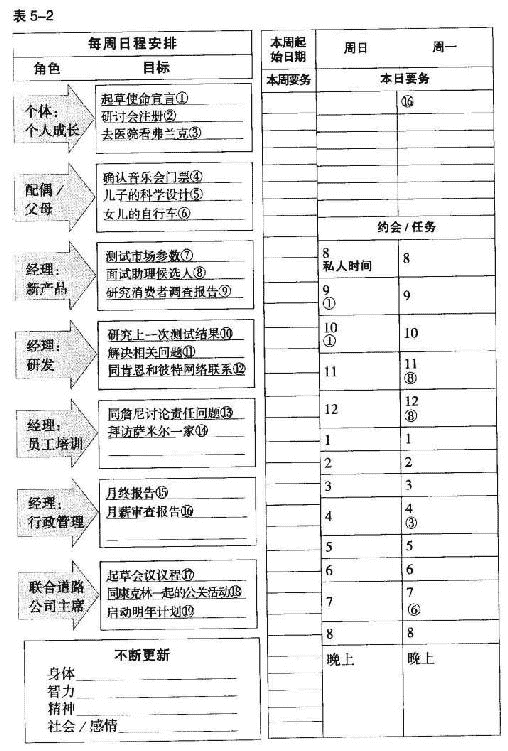 表 5–2
每周日程安排
角色 目标
个体：
个人成长
起草使命宣言①
研讨会注册②
去医院看弗兰克③
配偶／
父母
确认音乐会门票④
儿子的科学设计⑤
女儿的自行车⑥
经理：
新产品
测试市场参数⑦
面试助理候选人⑧
研究消费者调查报告⑨
经理：
研发
研究上一次测试结果⑩
解决相关问题⑪
同肯恩和彼特网络联系⑫
经理：
员工培训
同詹尼讨论责任问题⑬
拜访萨米尔一家⑭
经理：
行政管理
月终报告⑮
月薪审查报告⑯
联合道路
公司主席
起草会议议程⑰
同康克林一起的公关活动⑱
启动明年计划⑲
不断更新
身体
智力
精神
社会／感情
本周起
始日期
周日 周一
本周要务
本日要务
⑯
约会／任务
8
私人时间
8
9
①
9
10
①
10
11
11
⑧
12
12
⑧
1 1
2 2
3 3
4
4
③
5 5
6 6
7
7
⑥
8 8
晚上 晚上